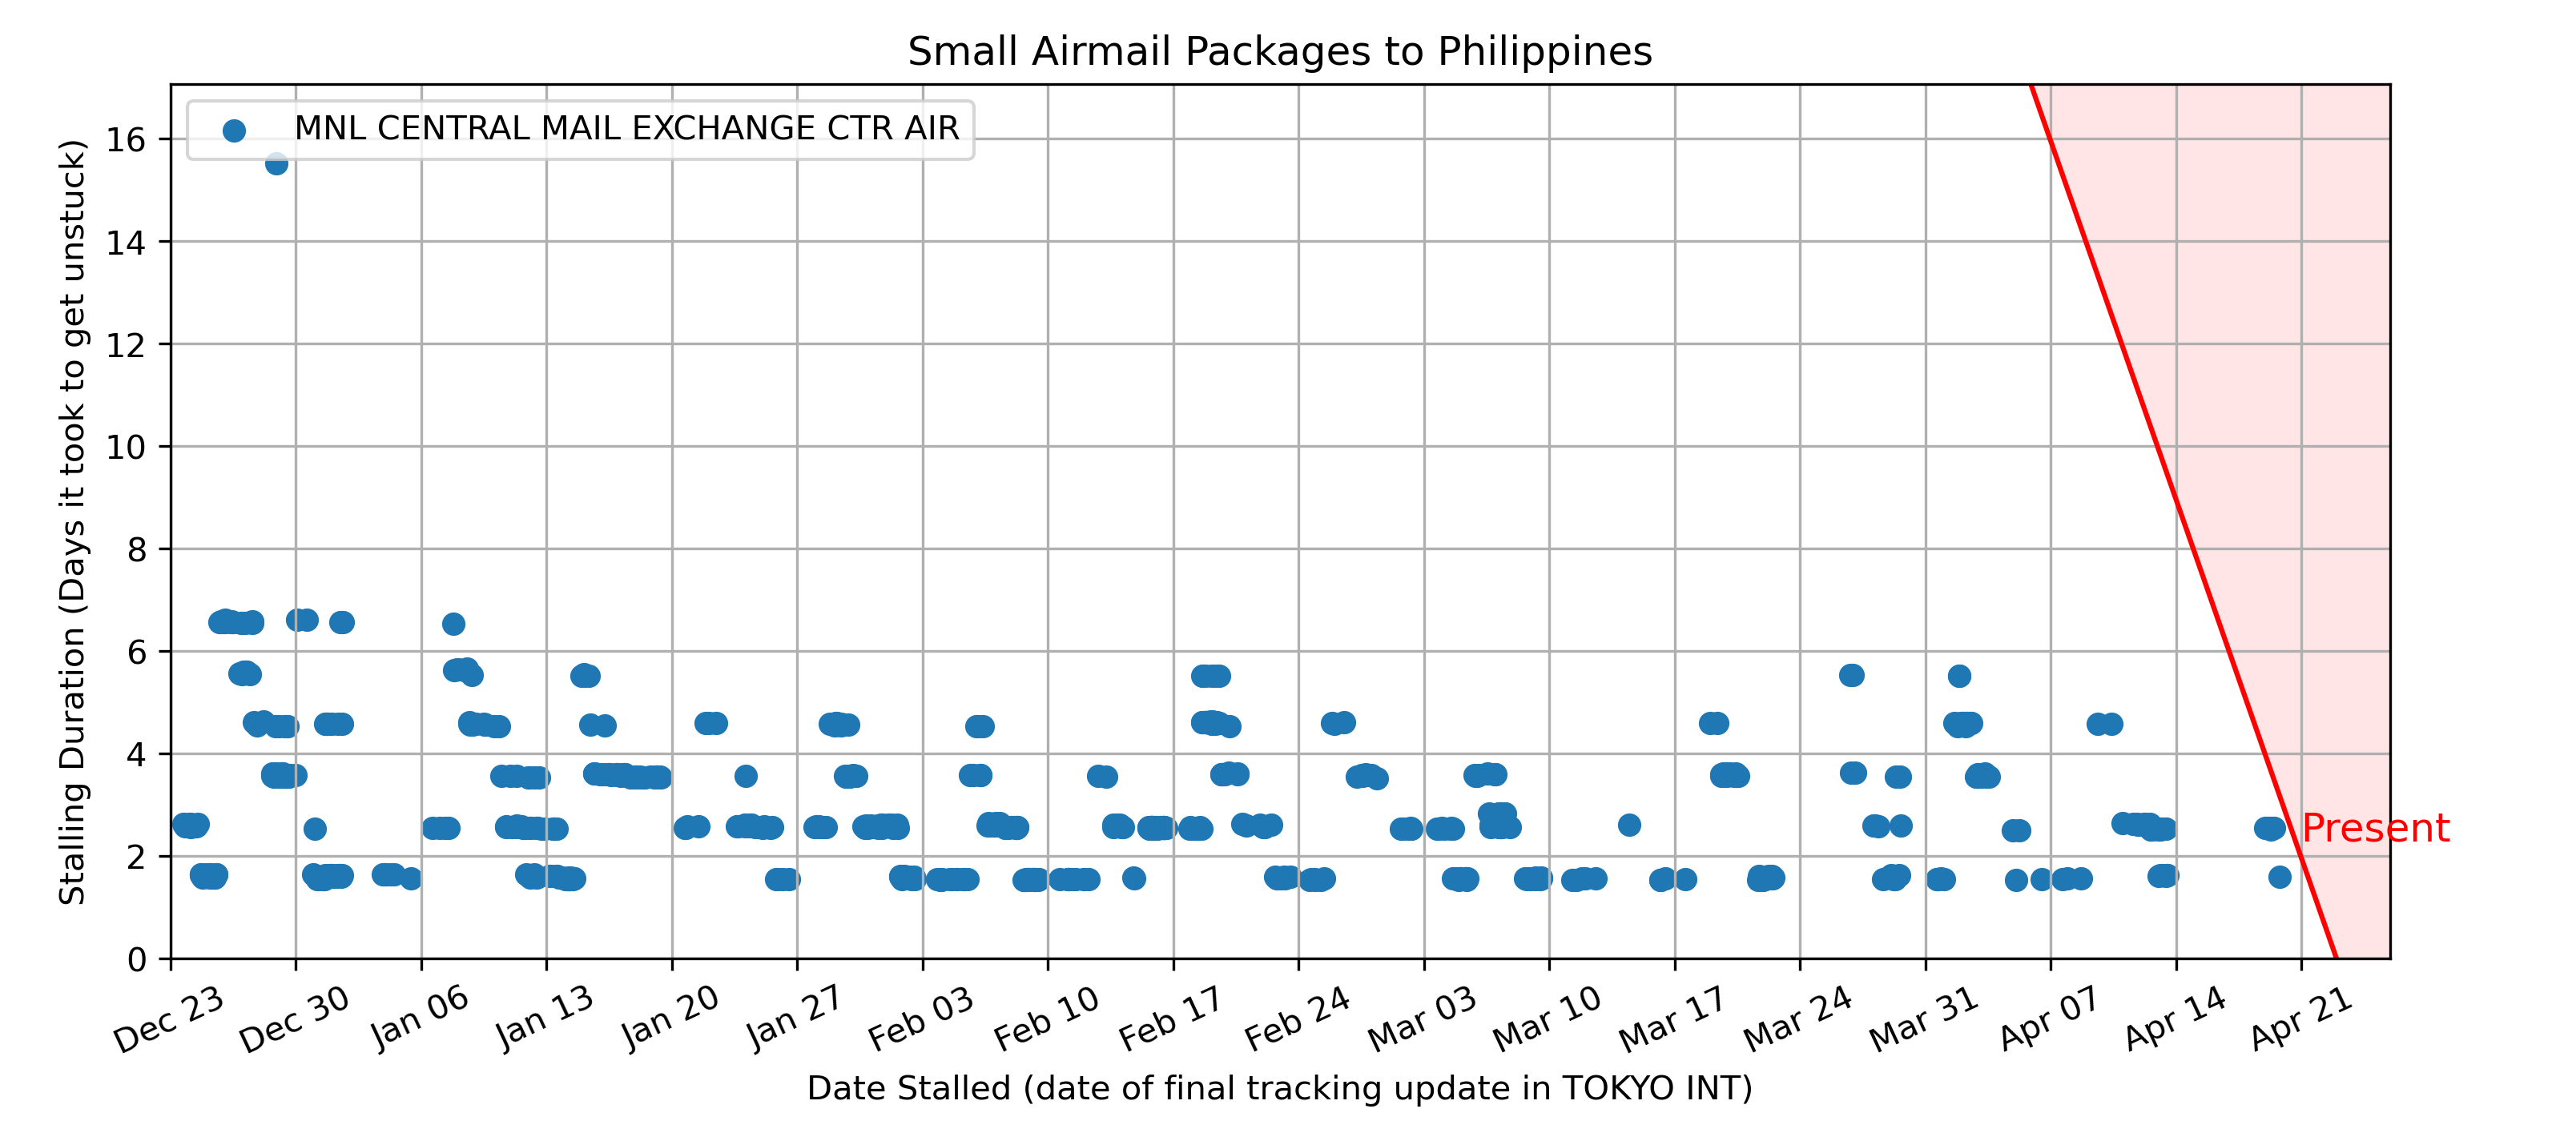 Small Airmail Packages to Philippines
MNL CENTRAL MAIL EXCHANGE CTR AIR
Stalling Duration (Days it took to get unstuck)
16
14
12
10
8
6
4
2
0
Present
Dec 23 Dec 30 Jan 06 Jan 13 Jan 20 Jan 27 Feb 03 Feb 10 Feb 17 Feb 24 Mar 03 Mar 10 Mar 17 Mar 24 Mar 31 Apr 07 Apr 14 Apr 21
Date Stalled (date of final tracking update in TOKYO INT)